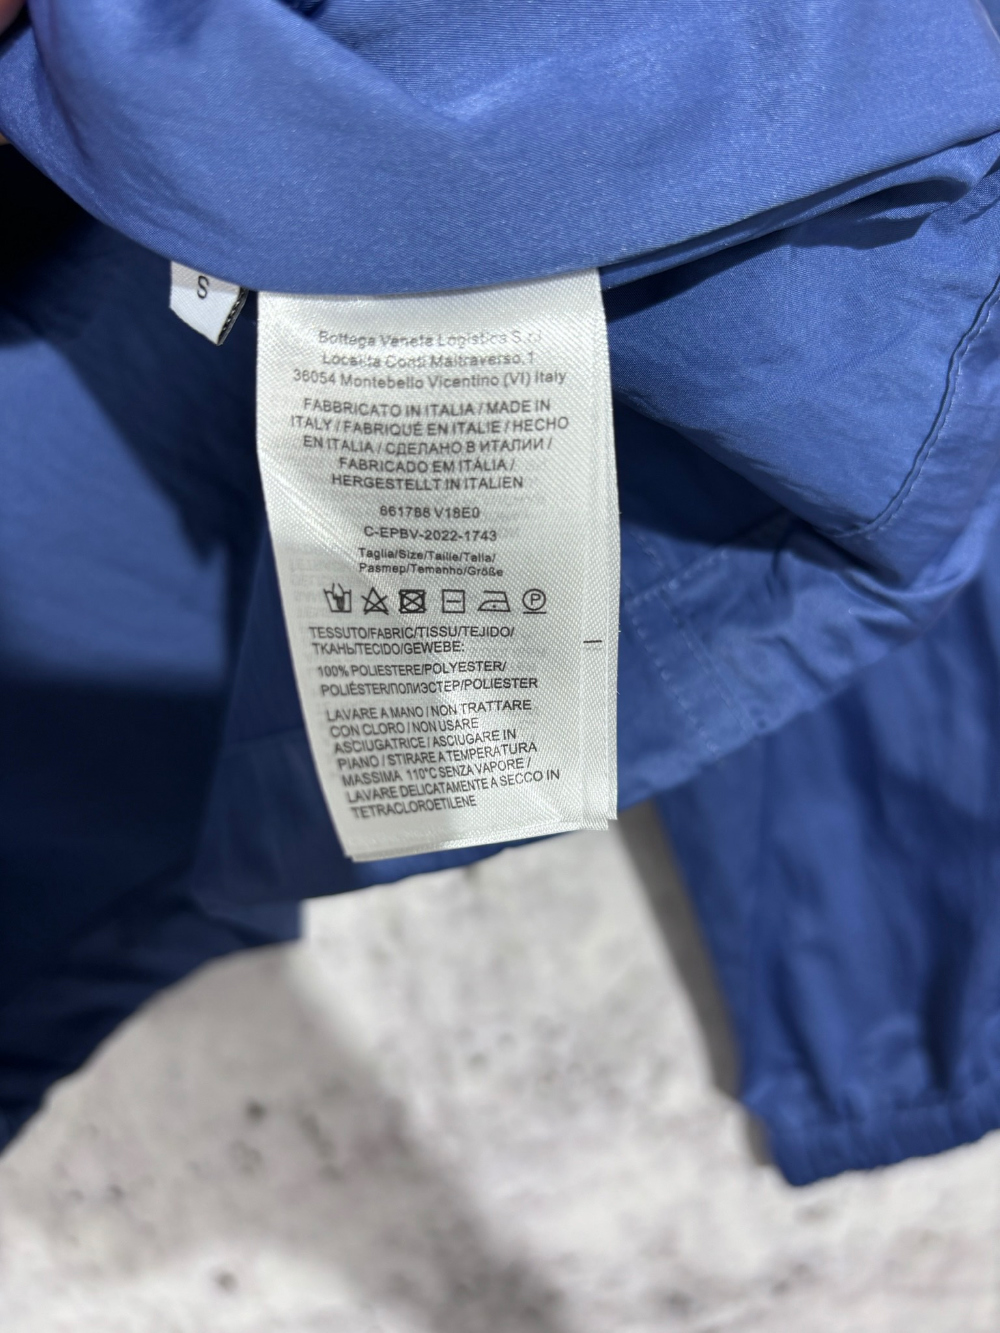 S
Bottega Veneta Logistica S.r.l
Località Conti Maltraverso,1
36054 Montebello Vicentino (VI) Italy
FABBRICATO IN ITALIA / MADE IN
ITALY / FABRIQUÉ EN ITALIE / HECHO
EN ITALIA / СДЕЛАНО В ИТАЛИИ /
FABRICADO EM ITÁLIA /
HERGESTELLT IN ITALIEN
661786 V18E0
C-EPBV-2022-1743
Taglia/Size/Taille/Talla/
Размер/Temenho/Größe
TESSUTO/FABRIC/TISSU/TEJIDO/
ТКАНЬ/TECIDO/GEWEBE:
100% POLIESTERE/POLYESTER/
POLIÉSTER/ПОЛИЭСТЕР/POLIESTER
LAVARE A MANO / NON TRATTARE
CON CLORO / NON USARE
ASCIUGATRICE / ASCIUGARE IN
PIANO / STIRARE A TEMPERATURA
MASSIMA 110°C SENZA VAPORE /
LAVARE DELICATAMENTE A SECCO IN
TETRACLOROETILENE